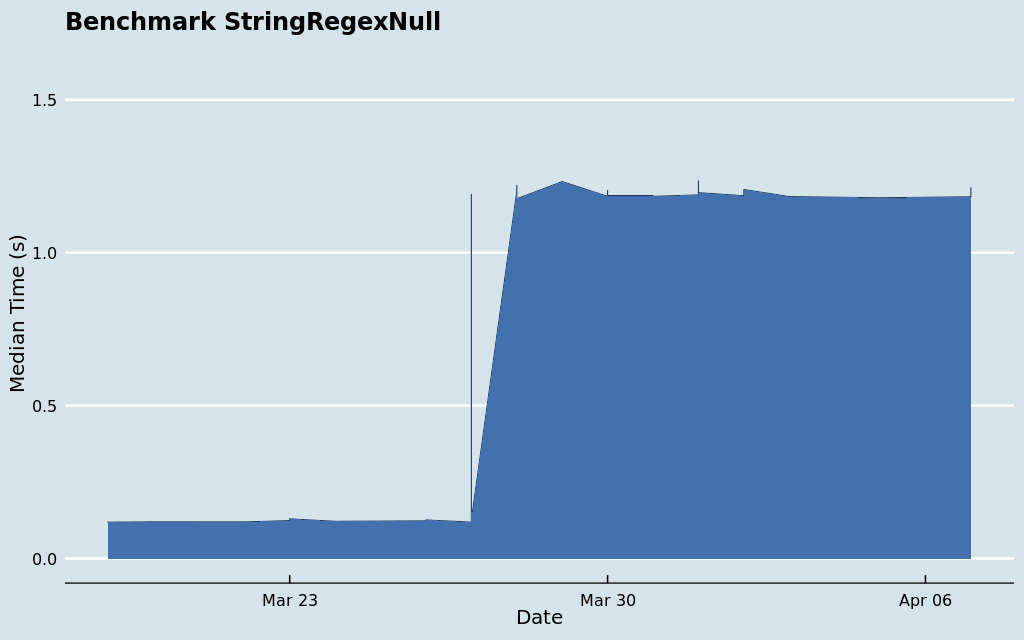 Benchmark StringRegexNull
1.5
1.0
0.5
0.0
Median Time (s)
Mar 23
Mar 30
Apr 06
Date